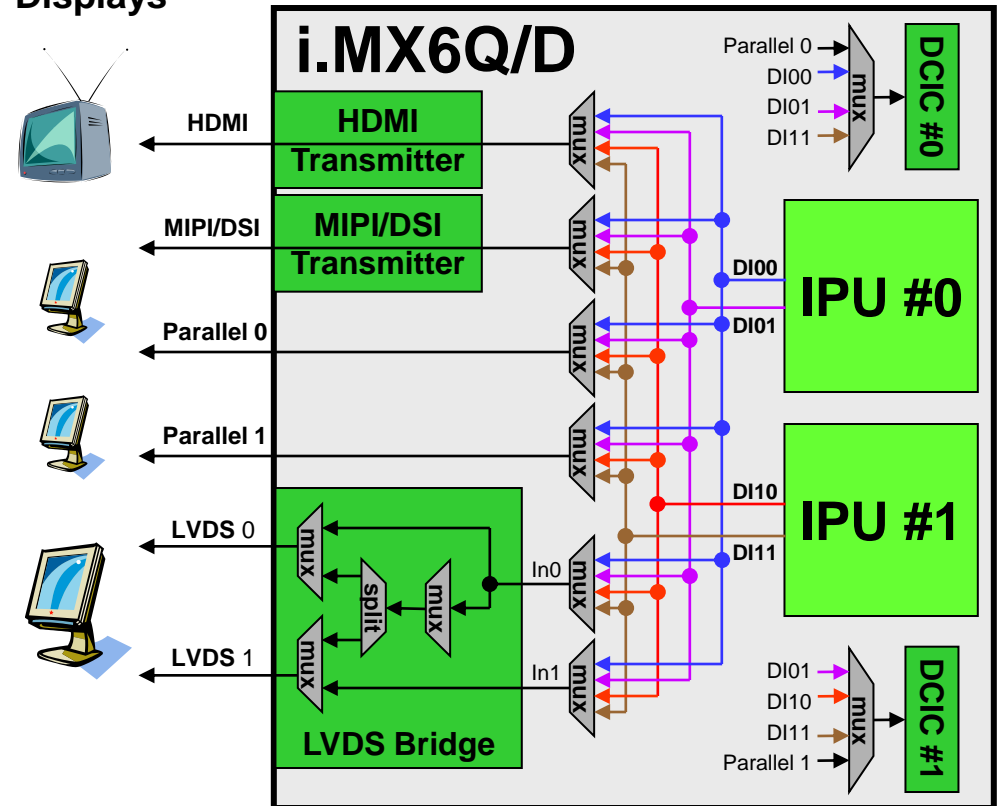 Displays
i.MX6Q/D
HDMI
HDMI
Transmitter
mux
Parallel 0
DI00
DI01
DI11
mux
DCIC #0
MIPI/DSI
MIPI/DSI
Transmitter
mux
DI00
DI01
IPU #0
Parallel 0
mux
Parallel 1
mux
DI10
DI11
IPU #1
LVDS 0
mux
split
mux
In0
mux
LVDS 1
mux
In1
mux
LVDS Bridge
DI01
DI10
DI11
Parallel 1
mux
DCIC #1